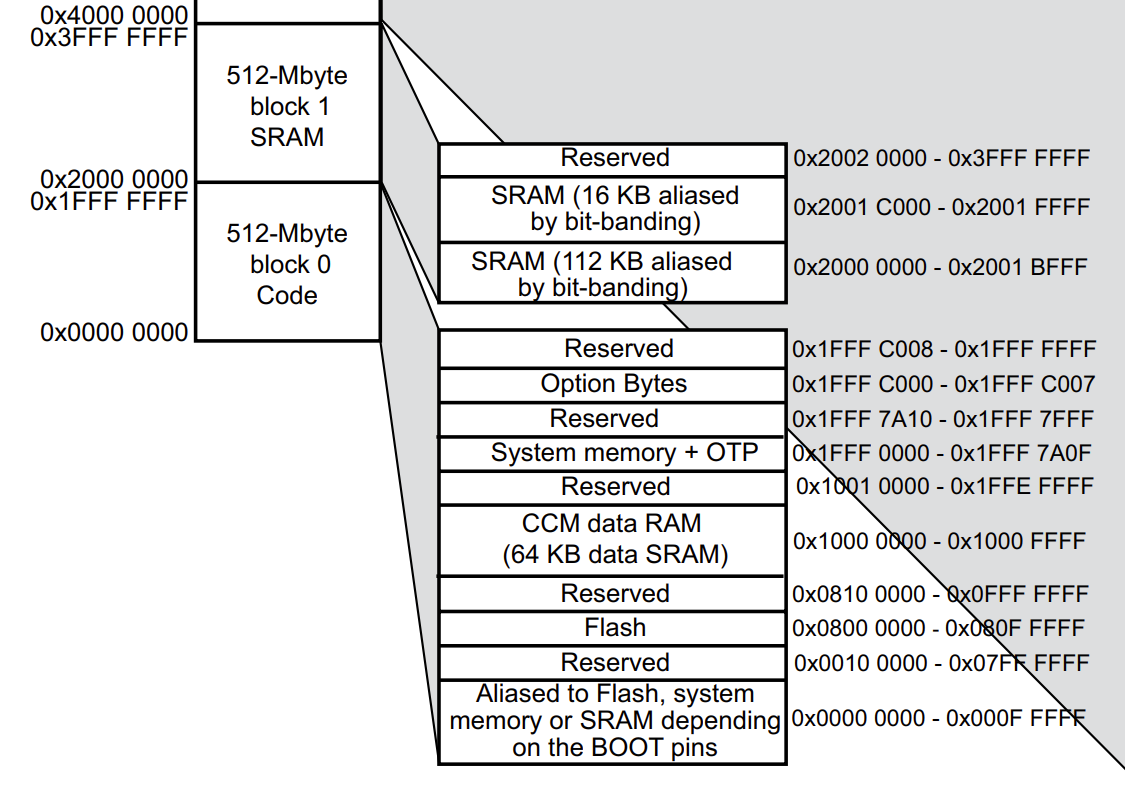 0x4000 0000
0x3FFF FFFF
512-Mbyte
block 1
SRAM
0x2000 0000
0x1FFF FFFF
512-Mbyte
block 0
Code
0x0000 0000
Reserved 0x2002 0000 - 0x3FFF FFFF
SRAM (16 KB aliased
by bit-banding)
0x2001 C000 - 0x2001 FFFF
SRAM (112 KB aliased
by bit-banding)
0x2000 0000 - 0x2001 BFFF
Reserved 0x1FFF C008 - 0x1FFF FFFF
Option Bytes 0x1FFF C000 - 0x1FFF C007
Reserved 0x1FFF 7A10 - 0x1FFF 7FFF
System memory + OTP 0x1FFF 0000 - 0x1FFF 7A0F
Reserved 0x1001 0000 - 0x1FFE FFFF
CCM data RAM
(64 KB data SRAM)
0x1000 0000 - 0x1000 FFFF
Reserved 0x0810 0000 - 0x0FFF FFFF
Flash 0x0800 0000 - 0x080F FFFF
Reserved 0x0010 0000 - 0x07FF FFFF
Aliased to Flash, system
memory or SRAM depending
on the BOOT pins
0x0000 0000 - 0x000F FFFF